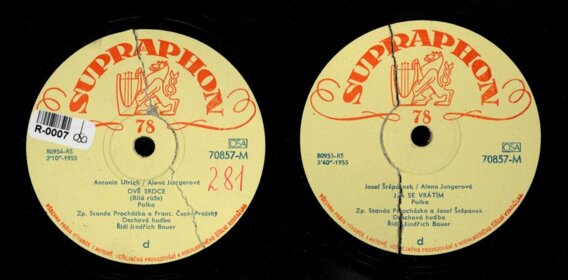 SUPRAPHON
78
R-0007
80954-R5
3'10"-1955
OSA
70857-M
Antonín Ulrich / Alena Jungerová
DVĚ SRDCE
(Bílá růže)
Polka
281
Zp. Standa Procházka a Frant. Čech-Pražský
Dechová hudba
Řídí Jindřich Bauer
d
SUPRAPHON
78
80955-R5
3'40"-1955
OSA
70857-M
Josef Štěpánek / Alena Jungerová
JÁ SE VRÁTÍM
Polka
Zp. Standa Procházka a Josef Štěpánek
Dechová hudba
Řídí Jindřich Bauer
d